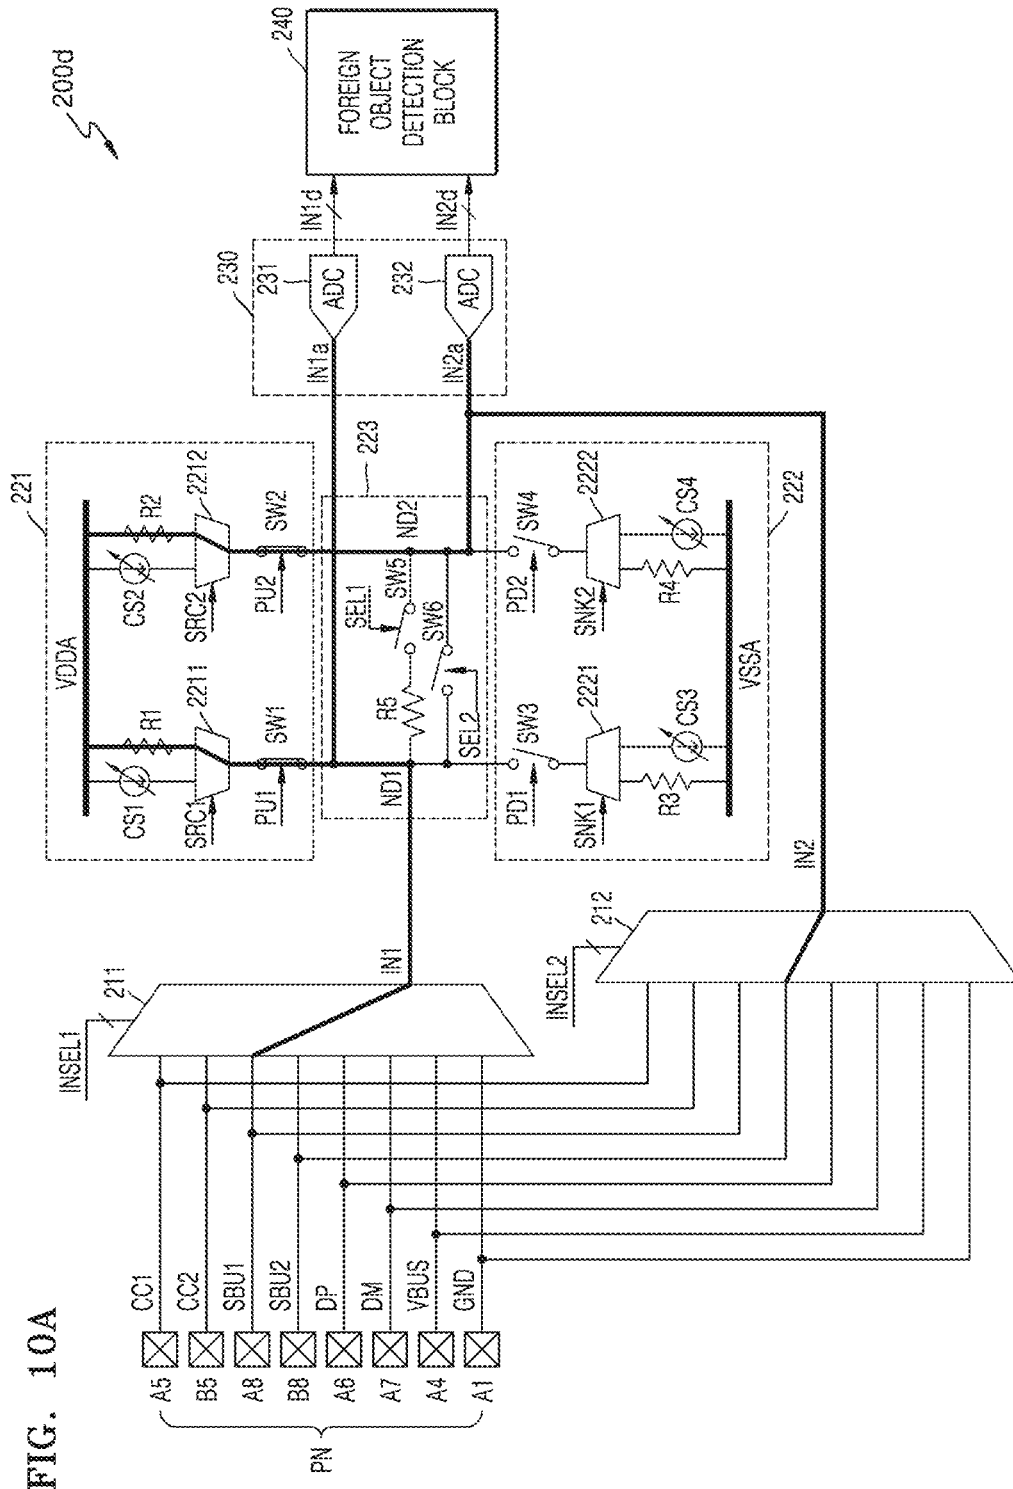 FIG. 10A
200d
PN
A5
B5
A8
B8
A6
A7
A4
A1
CC1
CC2
SBU1
SBU2
DP
DM
VBUS
GND
INSEL1
211
IN1
INSEL2
212
IN2
221
VDDA
CS1
R1
SRC1
2211
PU1
SW1
CS2
R2
SRC2
2212
PU2
SW2
223
ND1
ND2
R5
SW5
SEL1
SW6
SEL2
222
PD1
SW3
SNK1
2221
R3
CS3
PD2
SW4
SNK2
2222
R4
CS4
VSSA
230
IN1a
231
ADC
IN1d
IN2a
232
ADC
IN2d
240
FOREIGN
OBJECT
DETECTION
BLOCK